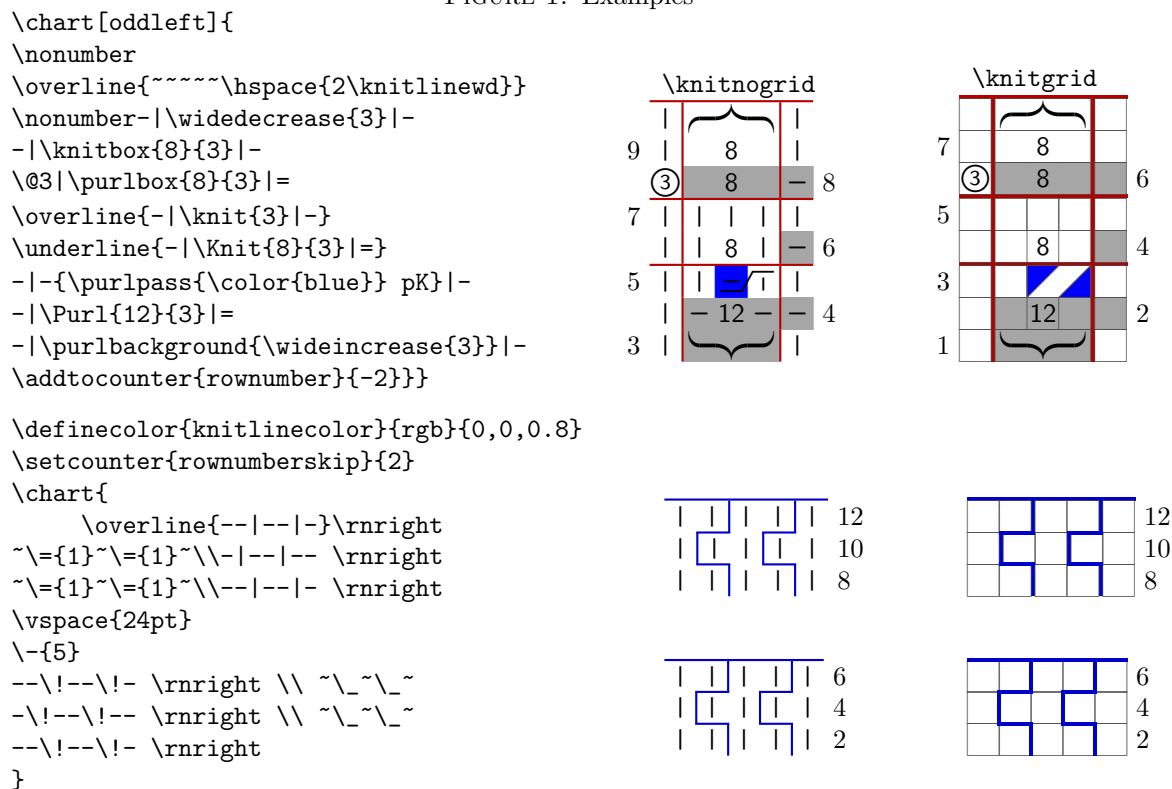 FIGURE 1. Examples
\chart[oddleft]{
\nonumber
\overline{~~~~~\hspace{2\knitlinewd}}
\nonumber-|\widedecrease{3}|-
-|\knitbox{8}{3}|-
\@3|\purlbox{8}{3}|=
\overline{-|\knit{3}|-}
\underline{-|\Knit{8}{3}|=}
-|-{\purlpass{\color{blue}} pK}|-
-|\Purl{12}{3}|=
-|\purlbackground{\wideincrease{3}}|-
\addtocounter{rownumber}{-2}}}
\knitnogrid
9 8
3 8 8
7
8 6
5
12 4
3
\knitgrid
7 8
3 8 6
5
8 4
3
12 2
1
\definecolor{knitlinecolor}{rgb}{0,0,0.8}
\setcounter{rownumberskip}{2}
\chart{
\overline{--|--|-}\rnright
~\={1}~\={1}~\\-|--|-- \rnright
~\={1}~\={1}~\\--|--|- \rnright
\vspace{24pt}
\-{5}
--\!--\!- \rnright \\ ~\_~\_~
-\!--\!-- \rnright \\ ~\_~\_~
--\!--\!- \rnright
}
12
10
8
12
10
8
6
4
2
6
4
2